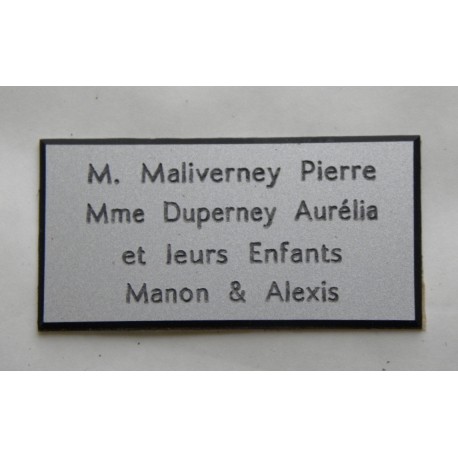 M. Maliverney Pierre
Mme Duperney Aurélia
et leurs Enfants
Manon & Alexis